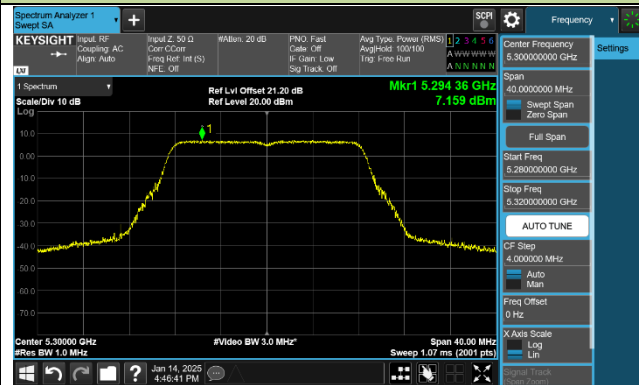 Spectrum Analyzer 1
Swept SA
+
SCPI
Frequency
KEYSIGHT
Input: RF
Coupling: AC
Align: Auto
Input Z: 50 Ω
Corr CCorr
Freq Ref: Int (S)
NFE: Off
#Atten: 20 dB
PNO: Fast
Gate: Off
IF Gain: Low
Sig Track: Off
Avg Type: Power (RMS)
Avg|Hold: 100/100
Trig: Free Run
1 2 3 4 5 6
A W W W W W
A N N N N N
LXI
1 Spectrum
Scale/Div 10 dB
Log
Ref Lvl Offset 21.20 dB
Ref Level 20.00 dBm
Mkr1 5.294 36 GHz
7.159 dBm
1
10.0
0.00
-10.0
-20.0
-30.0
-40.0
-50.0
-60.0
-70.0
Center 5.30000 GHz
#Res BW 1.0 MHz
#Video BW 3.0 MHz*
Span 40.00 MHz
Sweep 1.07 ms (2001 pts)
Center Frequency
5.300000000 GHz
Settings
Span
40.0000000 MHz
Swept Span
Zero Span
Full Span
Start Freq
5.280000000 GHz
Stop Freq
5.320000000 GHz
AUTO TUNE
CF Step
4.000000 MHz
Auto
Man
Freq Offset
0 Hz
X Axis Scale
Log
Lin
Signal Track
(Span Zoom)
?
Jan 14, 2025
4:46:41 PM